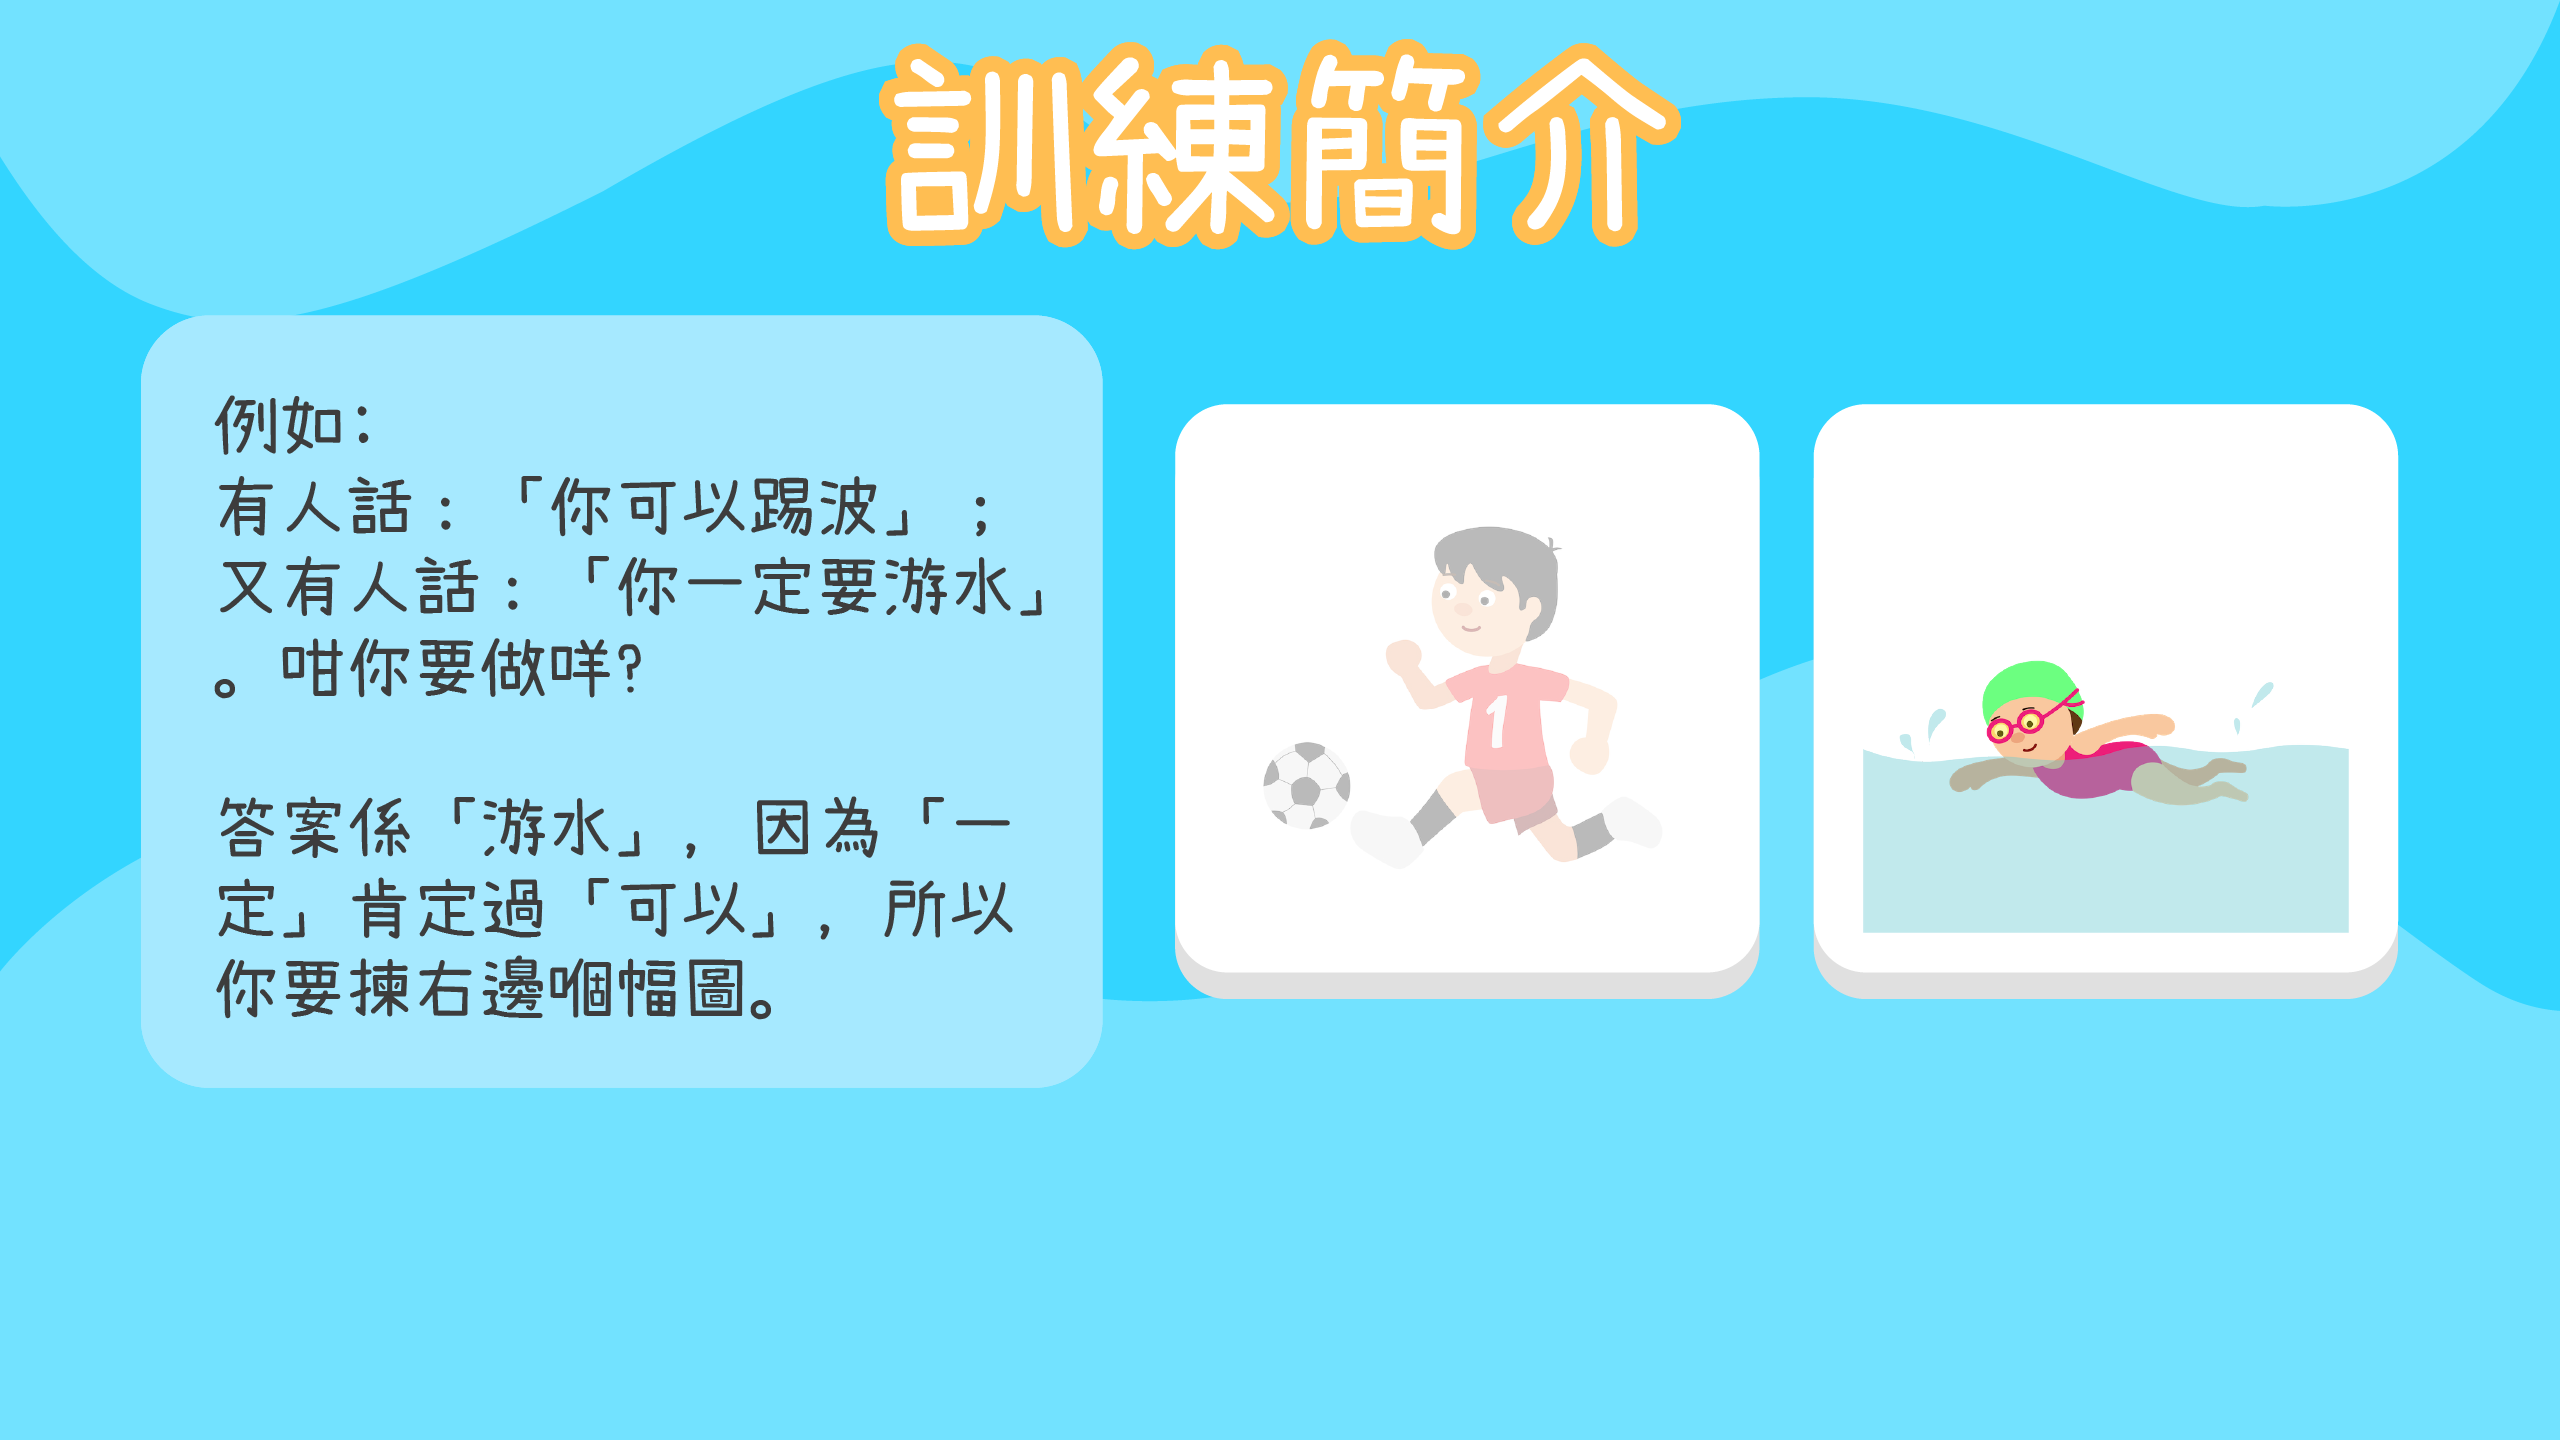 訓練簡介
例如：
有人話：「你可以踢波」；
又有人話：「你一定要游水」
。咁你要做咩？
答案係「游水」，因為「一
定」肯定過「可以」，所以
你要揀右邊嗰幅圖。
1